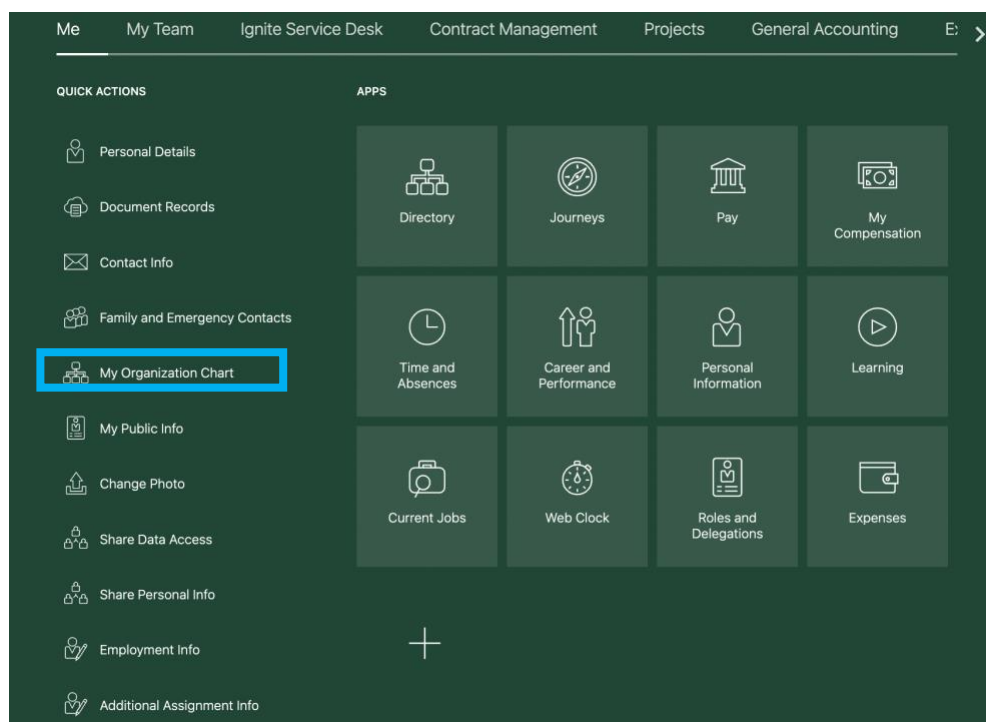 Me My Team Ignite Service Desk Contract Management Projects General Accounting
QUICK ACTIONS
Personal Details
Document Records
Contact Info
Family and Emergency Contacts
My Organization Chart
My Public Info
Change Photo
Share Data Access
Share Personal Info
Employment Info
Additional Assignment Info
APPS
Directory
Journeys
Pay
My
Compensation
Time and
Absences
Career and
Performance
Personal
Information
Learning
Current Jobs
Web Clock
Roles and
Delegations
Expenses